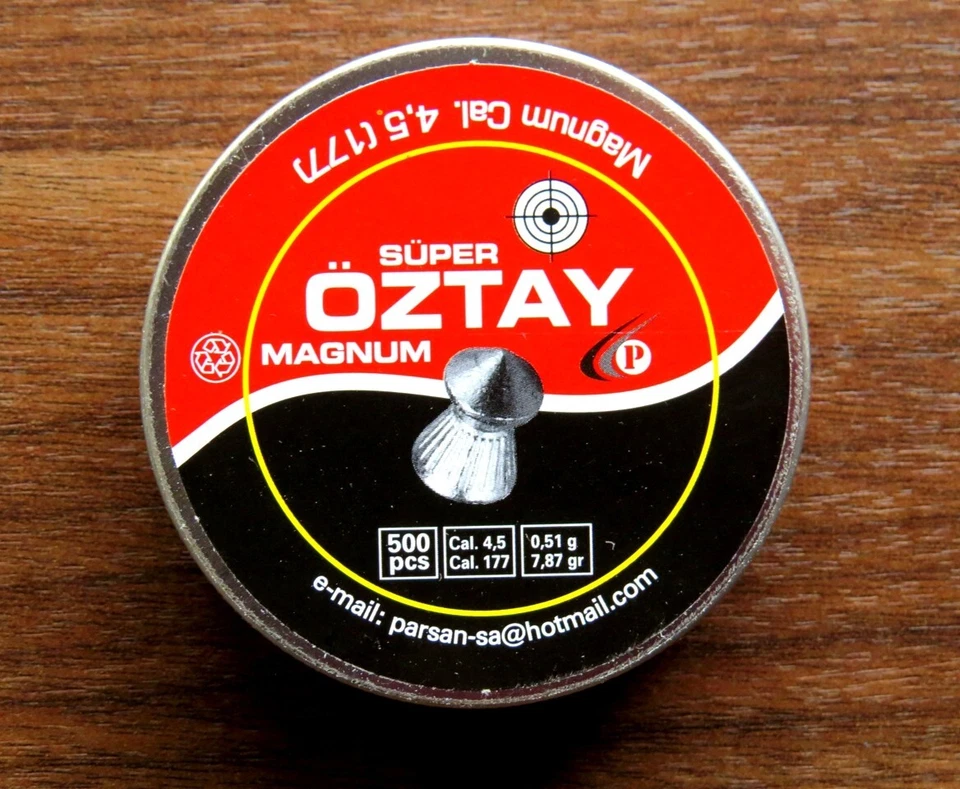 Magnum Cal. 4,5 (177)
SÜPER
ÖZTAY
MAGNUM
P
500
pcs
Cal. 4,5
Cal. 177
0,51 g
7,87 gr
e-mail: parsan-sa@hotmail.com